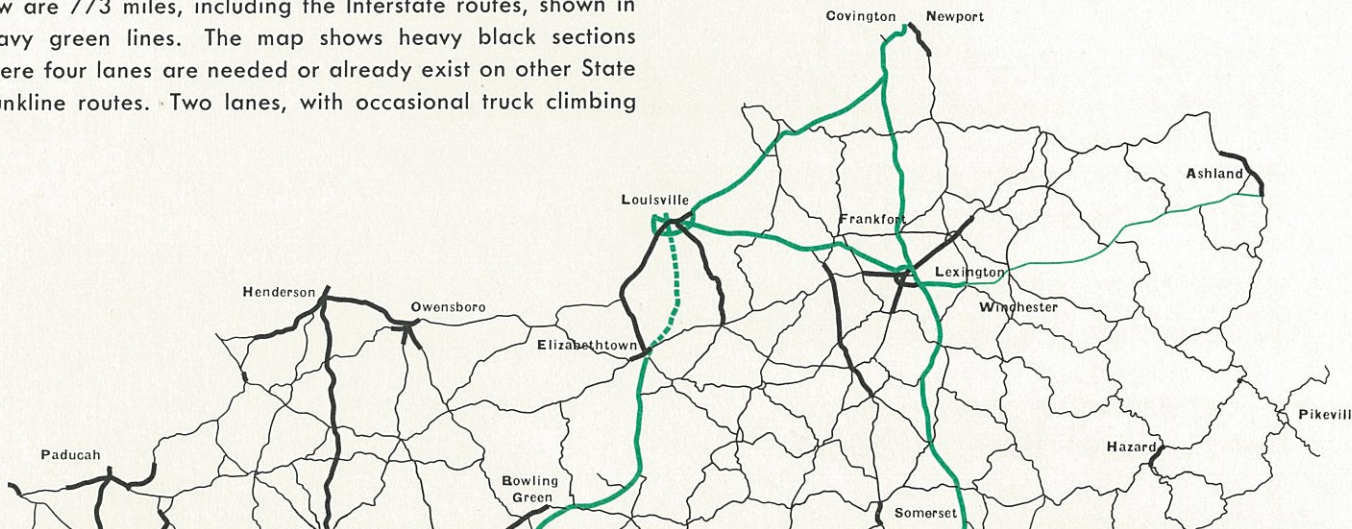 w are 773 miles, including the Interstate routes, shown in
avy green lines. The map shows heavy black sections
ere four lanes are needed or already exist on other State
unkline routes. Two lanes, with occasional truck climbing
Covington Newport
Ashland
Louisville
Frankfort
Lexington
Henderson
Owensboro
Winchester
Elizabethtown
Pikevill
Hazard
Paducah
Bowling
Green
Somerset